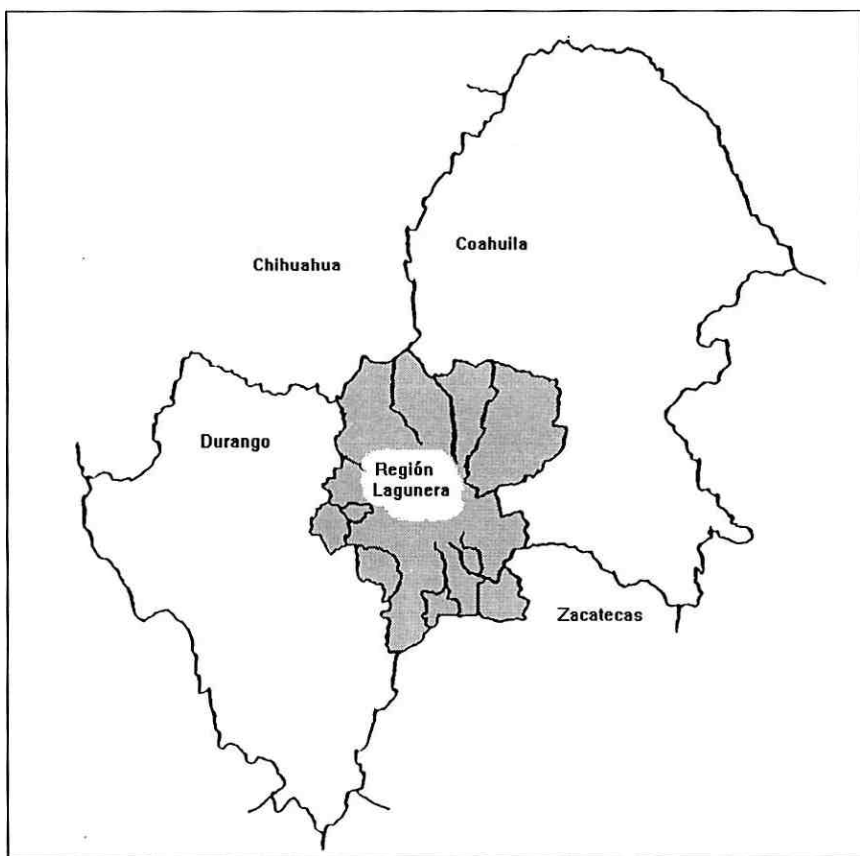 Coahuila
Chihuahua
Durango
Región
Lagunera
Zacatecas